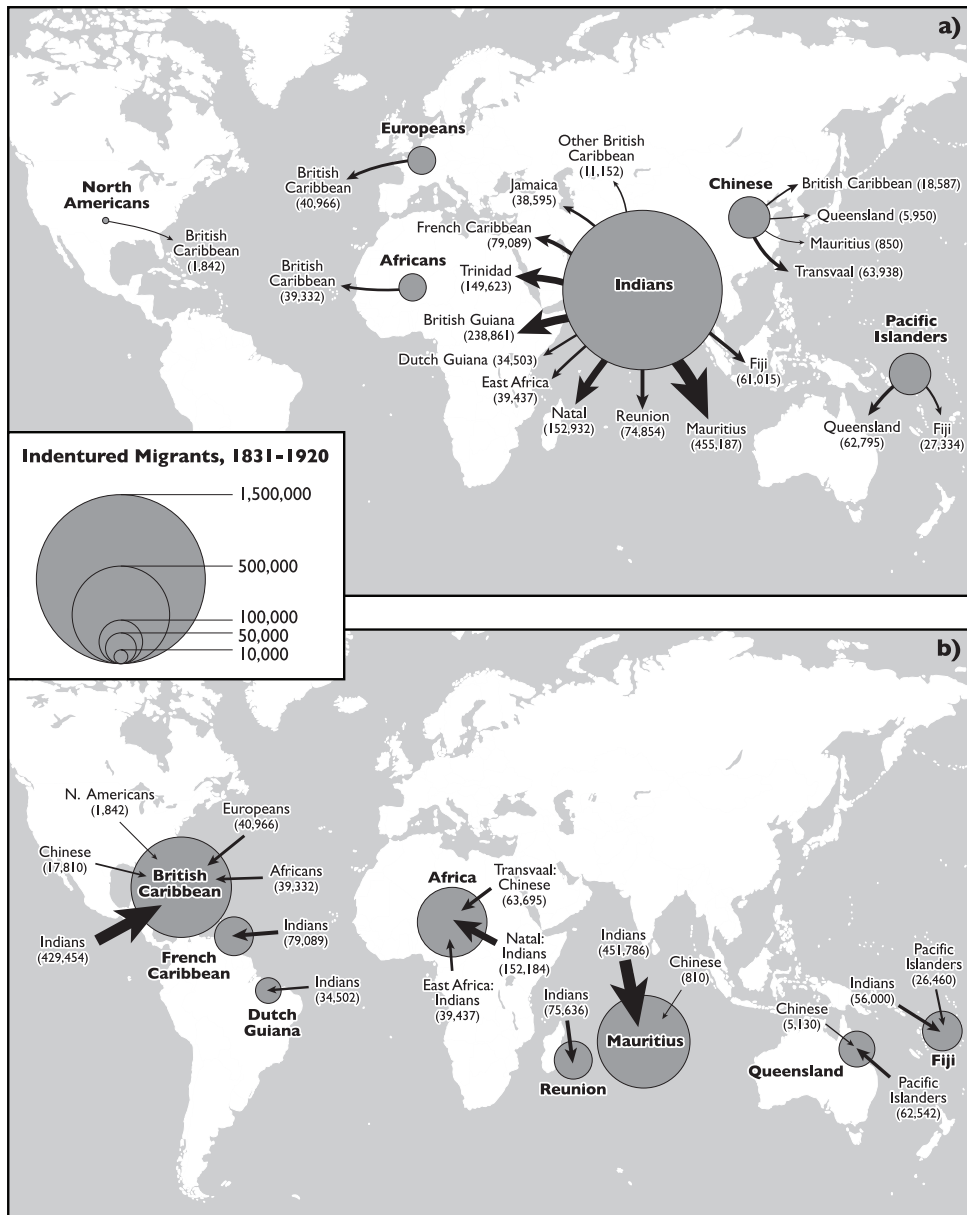 a)
Europeans
British
Caribbean
(40,966)
North
Americans
British
Caribbean
(1,842)
Africans
British
Caribbean
(39,332)
Other British
Caribbean
(11,152)
Jamaica
(38,595)
French Caribbean
(79,089)
Trinidad
(149,623)
British Guiana
(238,861)
Dutch Guiana (34,503)
East Africa
(39,437)
Natal
(152,932)
Reunion
(74,854)
Mauritius
(455,187)
Fiji
(61,015)
Indians
Chinese
British Caribbean (18,587)
Queensland (5,950)
Mauritius (850)
Transvaal (63,938)
Pacific
Islanders
Queensland
(62,795)
Fiji
(27,334)
Indentured Migrants, 1831-1920
1,500,000
500,000
100,000
50,000
10,000
b)
N. Americans
(1,842)
Europeans
(40,966)
Chinese
(17,810)
British
Caribbean
Africans
(39,332)
Indians
(429,454)
Indians
(79,089)
French
Caribbean
Indians
(34,502)
Dutch
Guiana
Africa
Transvaal:
Chinese
(63,695)
Natal:
Indians
(152,184)
East Africa:
Indians
(39,437)
Indians
(451,786)
Chinese
(810)
Mauritius
Indians
(75,636)
Reunion
Chinese
(5,130)
Queensland
Pacific
Islanders
(62,542)
Indians
(56,000)
Pacific
Islanders
(26,460)
Fiji